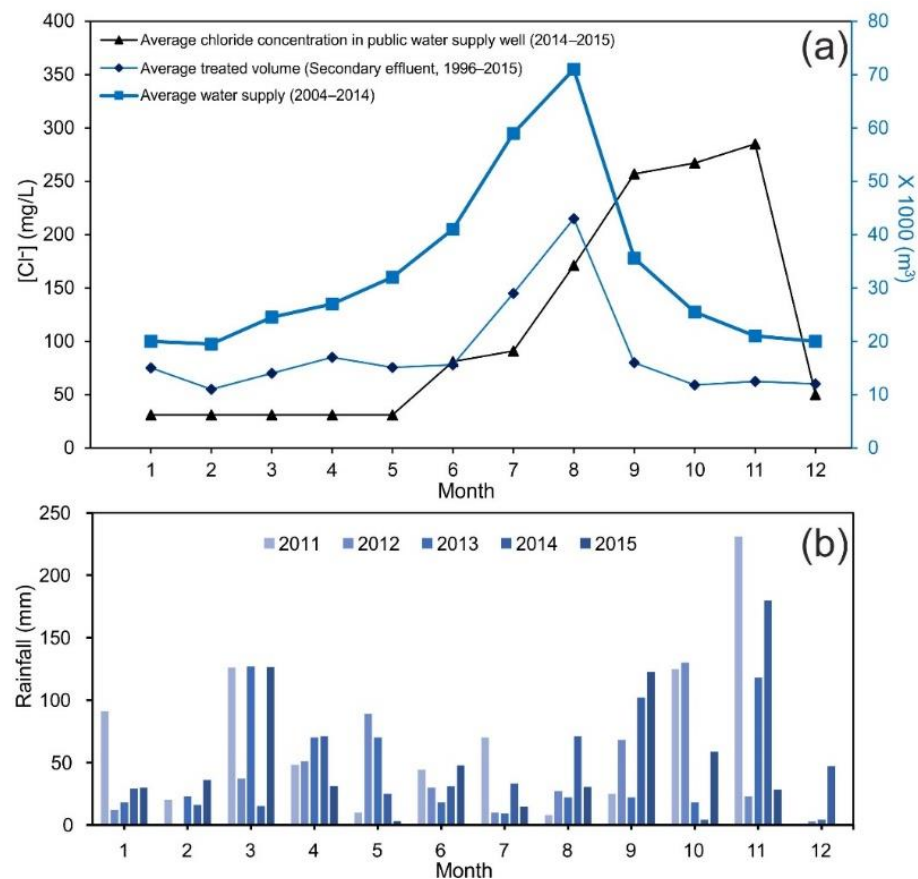 (a)
Average chloride concentration in public water supply well (2014–2015)
Average treated volume (Secondary effluent, 1996–2015)
Average water supply (2004–2014)
[Cl⁻] (mg/L)
400
350
300
250
200
150
100
50
0
80
70
60
50
40
30
20
10
0
X 1000 (m³)
1 2 3 4 5 6 7 8 9 10 11 12
Month
(b)
2011 2012 2013 2014 2015
Rainfall (mm)
250
200
150
100
50
0
1 2 3 4 5 6 7 8 9 10 11 12
Month